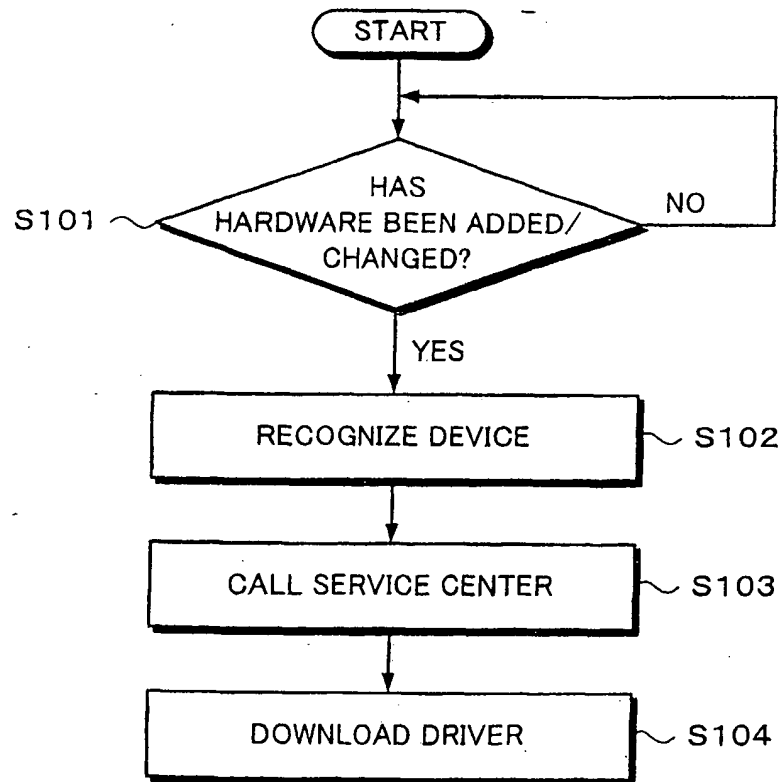 START
HAS
HARDWARE BEEN ADDED/
CHANGED?
S101
NO
YES
RECOGNIZE DEVICE
S102
CALL SERVICE CENTER
S103
DOWNLOAD DRIVER
S104